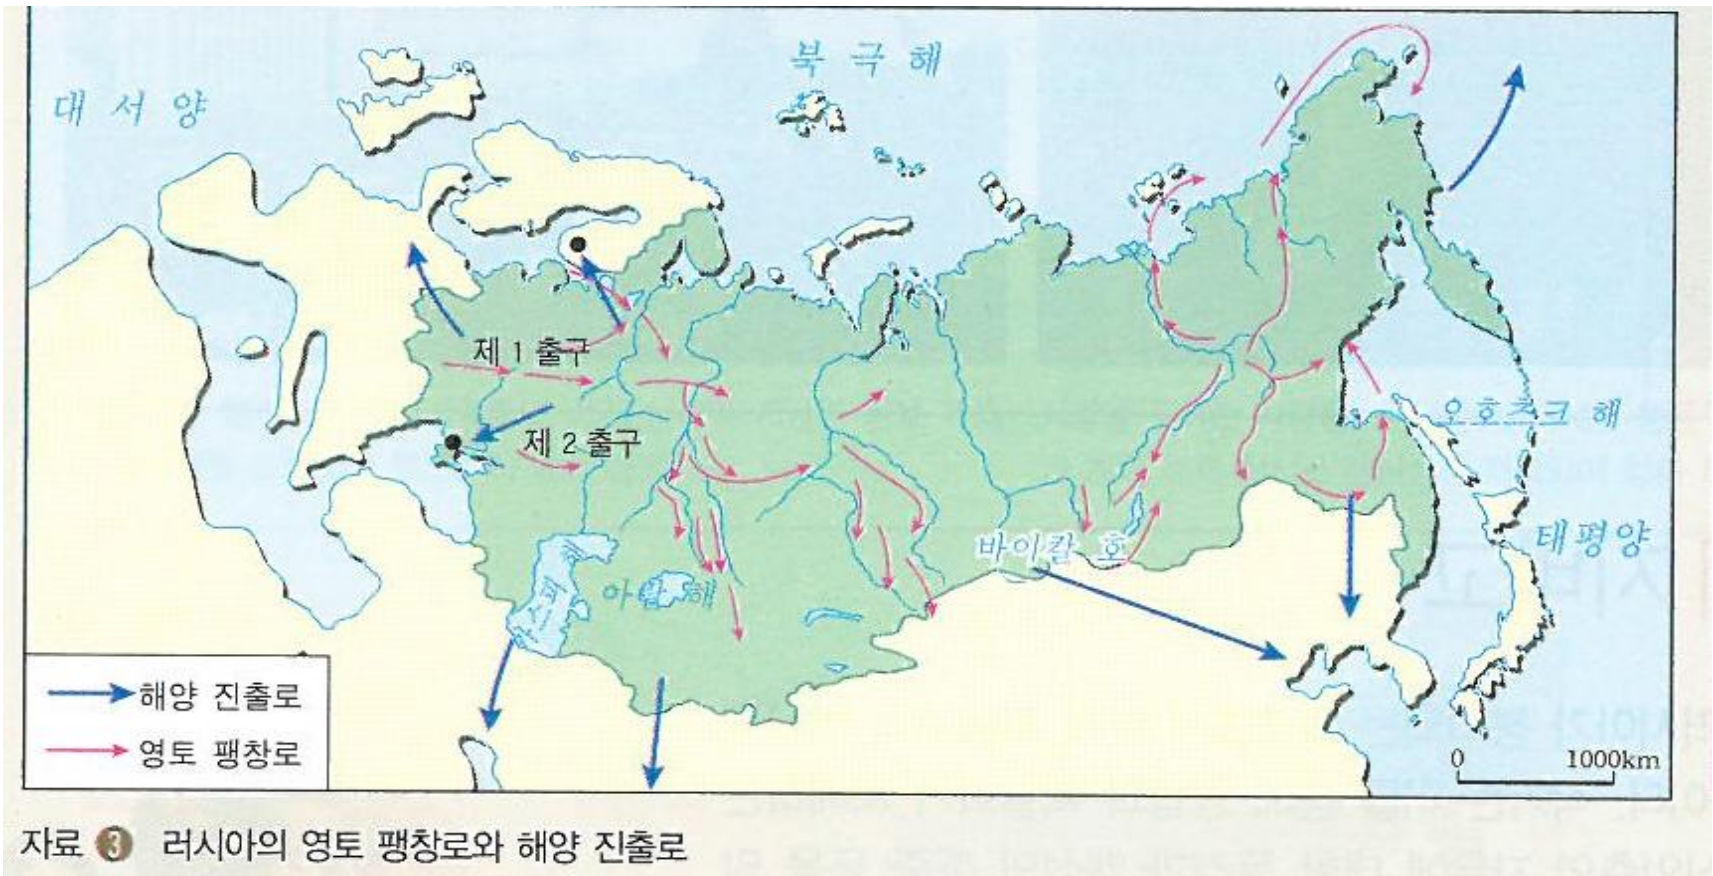 북 극 해
대 서 양
제 1 출구
제 2 출구
오호츠크 해
태평양
바이칼 호
아랄 해
해양 진출로
영토 팽창로
0 1000km
자료 3 러시아의 영토 팽창로와 해양 진출로